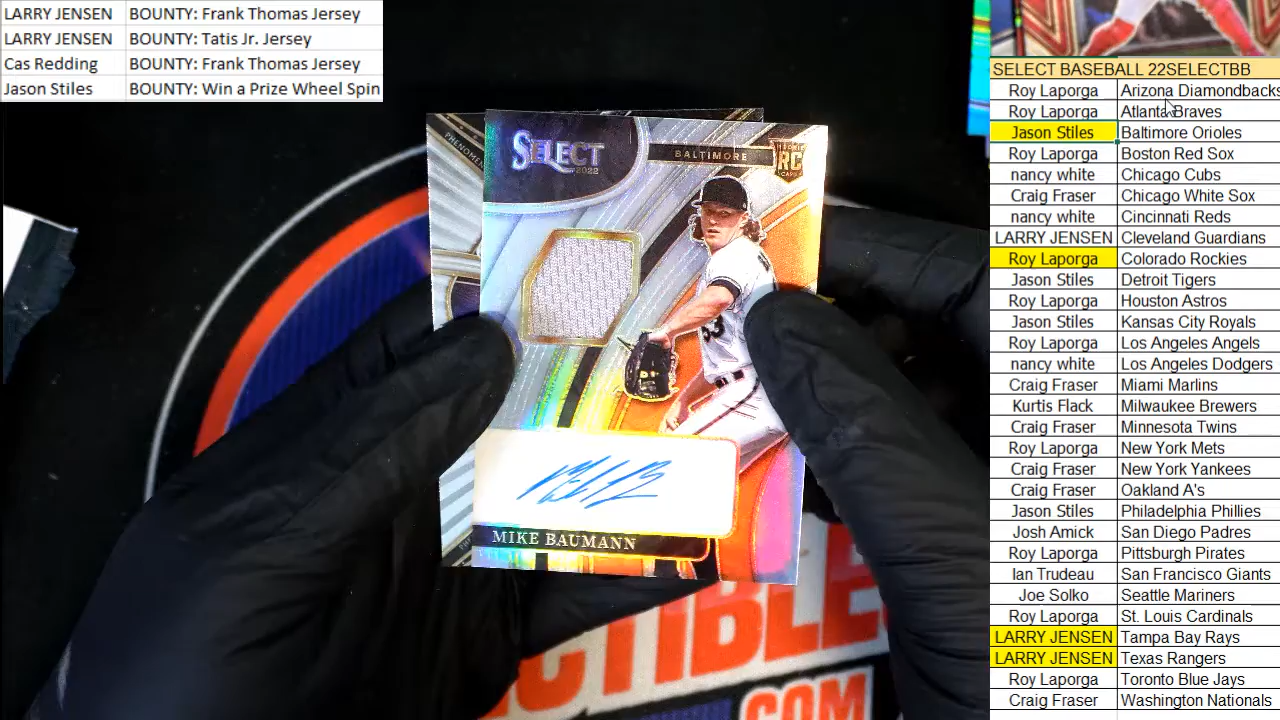 LARRY JENSEN BOUNTY: Frank Thomas Jersey
LARRY JENSEN BOUNTY: Tatis Jr. Jersey
Cas Redding BOUNTY: Frank Thomas Jersey
Jason Stiles BOUNTY: Win a Prize Wheel Spin
PHENOMEN
SELECT
2022
BALTIMORE
RC
MIKE BAUMANN
CTIBLE
.COM
SELECT BASEBALL 22SELECTBB
Roy Laporga Arizona Diamondbacks
Roy Laporga Atlanta Braves
Jason Stiles Baltimore Orioles
Roy Laporga Boston Red Sox
nancy white Chicago Cubs
Craig Fraser Chicago White Sox
nancy white Cincinnati Reds
LARRY JENSEN Cleveland Guardians
Roy Laporga Colorado Rockies
Jason Stiles Detroit Tigers
Roy Laporga Houston Astros
Jason Stiles Kansas City Royals
Roy Laporga Los Angeles Angels
nancy white Los Angeles Dodgers
Craig Fraser Miami Marlins
Kurtis Flack Milwaukee Brewers
Craig Fraser Minnesota Twins
Roy Laporga New York Mets
Craig Fraser New York Yankees
Craig Fraser Oakland A's
Jason Stiles Philadelphia Phillies
Josh Amick San Diego Padres
Roy Laporga Pittsburgh Pirates
Ian Trudeau San Francisco Giants
Joe Solko Seattle Mariners
Roy Laporga St. Louis Cardinals
LARRY JENSEN Tampa Bay Rays
LARRY JENSEN Texas Rangers
Roy Laporga Toronto Blue Jays
Craig Fraser Washington Nationals